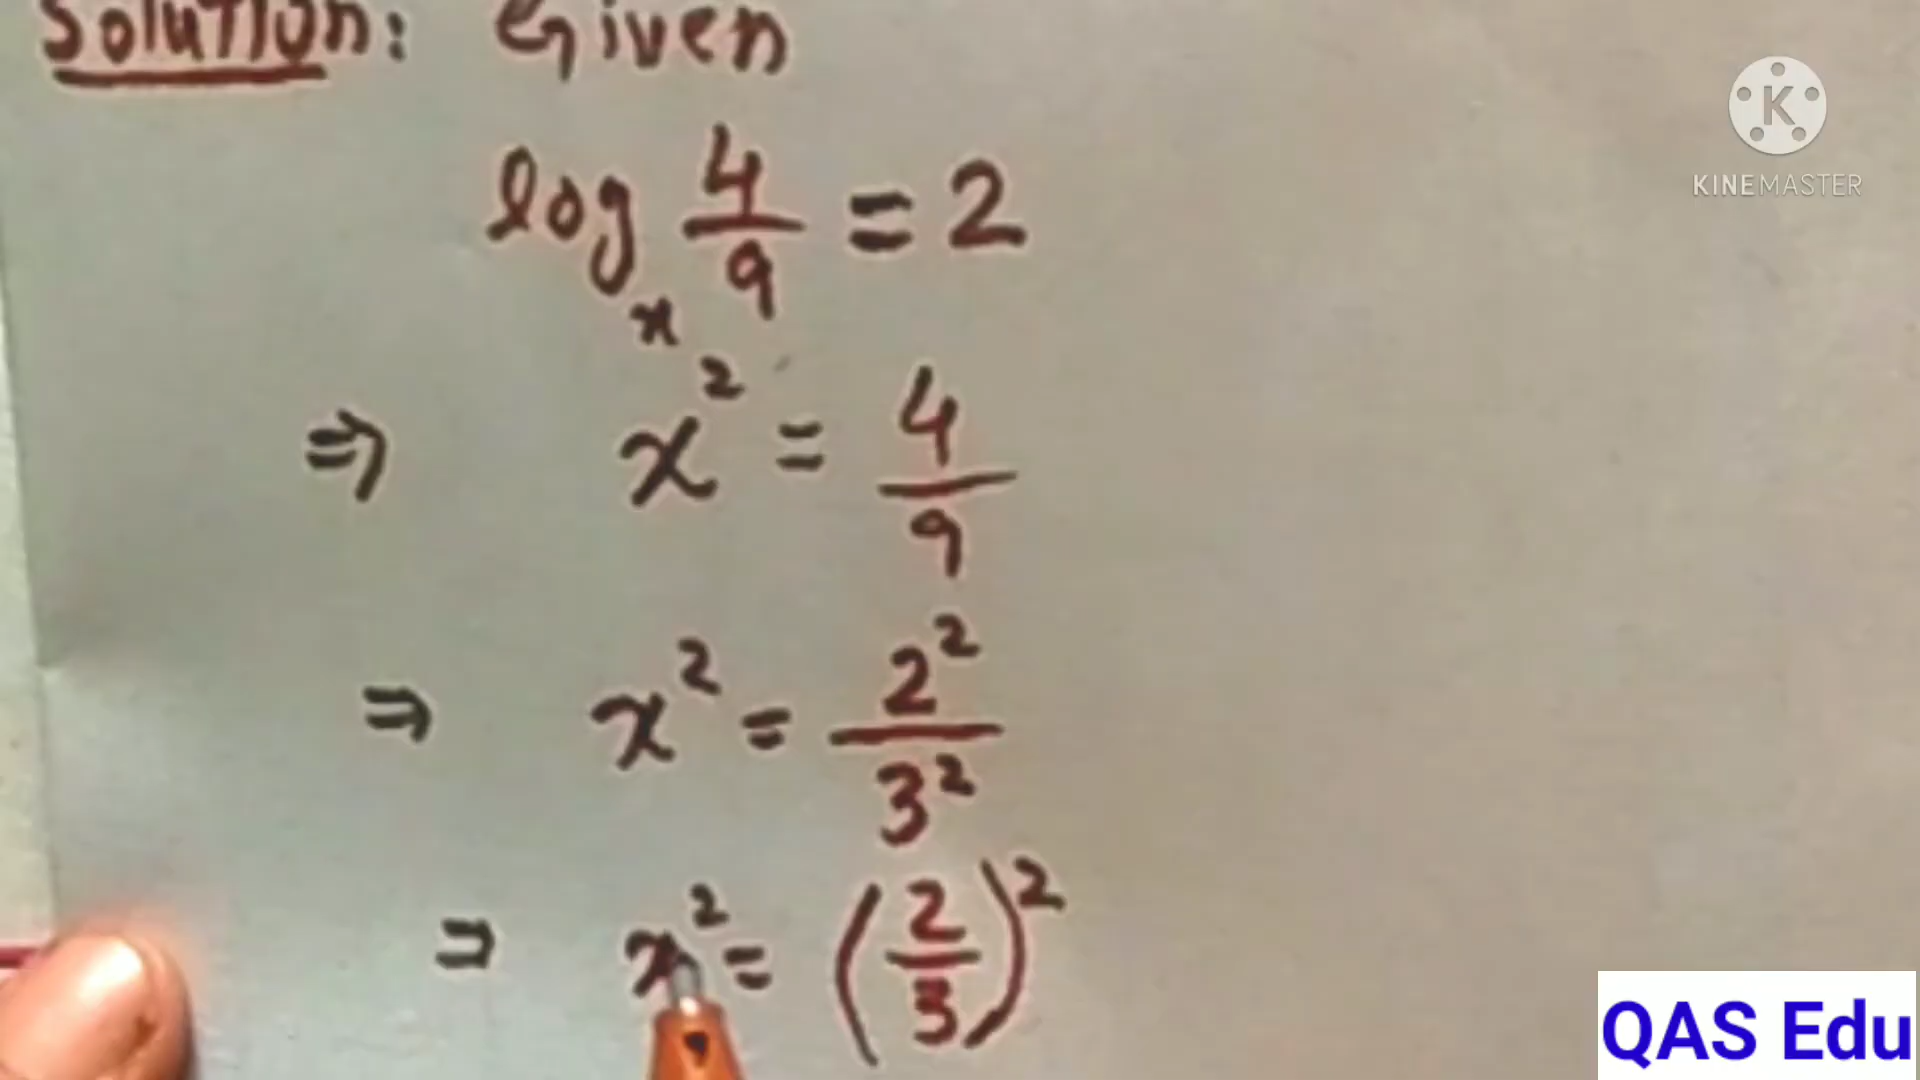 Solution: Given
log_x 4/9 = 2
⇒ x² = 4/9
⇒ x² = 2²/3²
⇒ x² = (2/3)²
KINEMASTER
QAS Edu